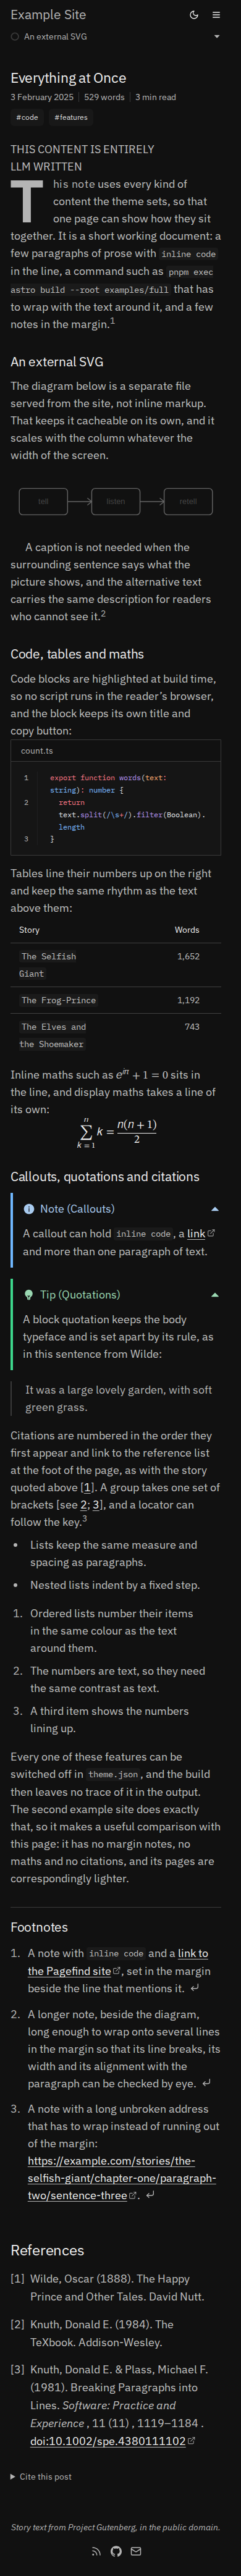 Example Site
An external SVG
Everything at Once
3 February 2025 | 529 words | 3 min read
#code #features
THIS CONTENT IS ENTIRELY
LLM WRITTEN
This note uses every kind of
content the theme sets, so that
one page can show how they sit
together. It is a short working document: a
few paragraphs of prose with inline code
in the line, a command such as pnpm exec
astro build --root examples/full that has
to wrap with the text around it, and a few
notes in the margin.1
An external SVG
The diagram below is a separate file
served from the site, not inline markup.
That keeps it cacheable on its own, and it
scales with the column whatever the
width of the screen.
tell listen retell
A caption is not needed when the
surrounding sentence says what the
picture shows, and the alternative text
carries the same description for readers
who cannot see it.2
Code, tables and maths
Code blocks are highlighted at build time,
so no script runs in the reader's browser,
and the block keeps its own title and
copy button:
count.ts
1 export function words(text:
string): number {
2 return
text.split(/\s+/).filter(Boolean).
length
3 }
Tables line their numbers up on the right
and keep the same rhythm as the text
above them:
Story Words
The Selfish
Giant 1,652
The Frog-Prince 1,192
The Elves and
the Shoemaker 743
Inline maths such as e^{iπ} + 1 = 0 sits in
the line, and display maths takes a line of
its own:
n
∑ k = n(n + 1)
k = 1 2
Callouts, quotations and citations
Note (Callouts)
A callout can hold inline code, a link
and more than one paragraph of text.
Tip (Quotations)
A block quotation keeps the body
typeface and is set apart by its rule, as
in this sentence from Wilde:
It was a large lovely garden, with soft
green grass.
Citations are numbered in the order they
first appear and link to the reference list
at the foot of the page, as with the story
quoted above [1]. A group takes one set of
brackets [see 2; 3], and a locator can
follow the key.3
• Lists keep the same measure and
spacing as paragraphs.
• Nested lists indent by a fixed step.
1. Ordered lists number their items
in the same colour as the text
around them.
2. The numbers are text, so they need
the same contrast as text.
3. A third item shows the numbers
lining up.
Every one of these features can be
switched off in theme.json, and the build
then leaves no trace of it in the output.
The second example site does exactly
that, so it makes a useful comparison with
this page: it has no margin notes, no
maths and no citations, and its pages are
correspondingly lighter.
Footnotes
1. A note with inline code and a link to
the Pagefind site, set in the margin
beside the line that mentions it. ↩
2. A longer note, beside the diagram,
long enough to wrap onto several lines
in the margin so that its line breaks, its
width and its alignment with the
paragraph can be checked by eye. ↩
3. A note with a long unbroken address
that has to wrap instead of running out
of the margin:
https://example.com/stories/the-
selfish-giant/chapter-one/paragraph-
two/sentence-three. ↩
References
[1] Wilde, Oscar (1888). The Happy
Prince and Other Tales. David Nutt.
[2] Knuth, Donald E. (1984). The
TeXbook. Addison-Wesley.
[3] Knuth, Donald E. & Plass, Michael F.
(1981). Breaking Paragraphs into
Lines. Software: Practice and
Experience , 11 (11) , 1119–1184 .
doi:10.1002/spe.4380111102
Cite this post
Story text from Project Gutenberg, in the public domain.